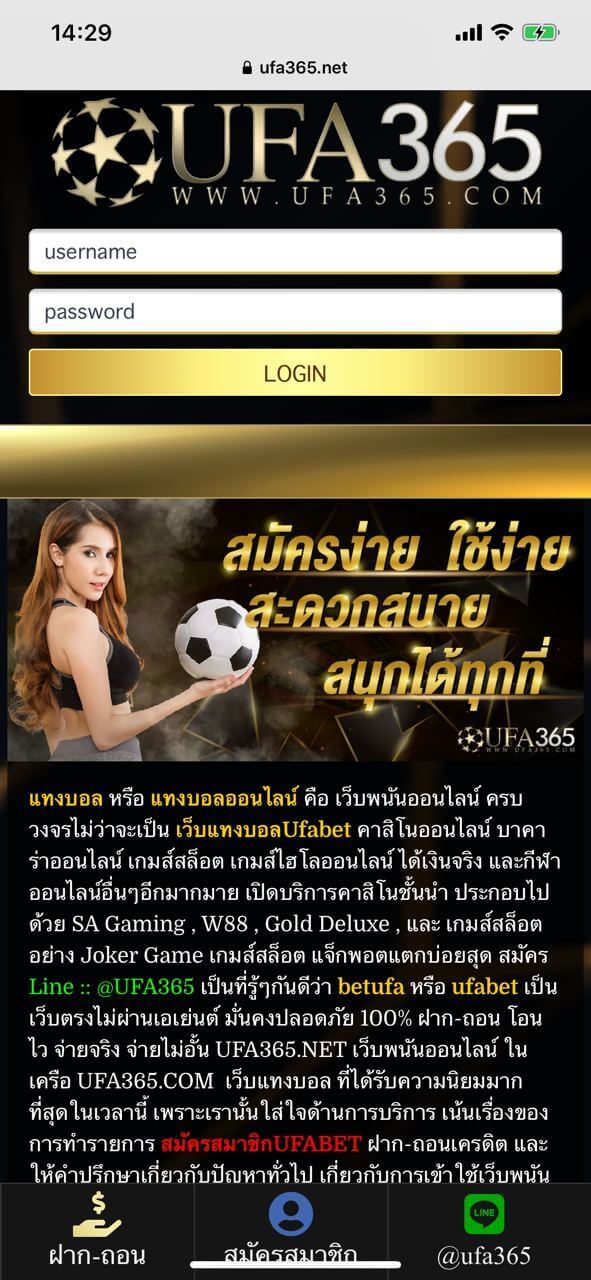 14:29
ufa365.net
UFA365
WWW.UFA365.COM
username
password
LOGIN
สมัครง่าย ใช้ง่าย
สะดวกสบาย
สนุกได้ทุกที่
UFA365
WWW.UFA365.COM
แทงบอล หรือ แทงบอลออนไลน์ คือ เว็บพนันออนไลน์ ครบ
วงจรไม่ว่าจะเป็น เว็บแทงบอลUfabet คาสิโนออนไลน์ บาคา
ร่าออนไลน์ เกมส์สล็อต เกมส์ไฮโลออนไลน์ ได้เงินจริง และกีฬา
ออนไลน์อื่นๆอีกมากมาย เปิดบริการคาสิโนชั้นนำ ประกอบไป
ด้วย SA Gaming , W88 , Gold Deluxe , และ เกมส์สล็อต
อย่าง Joker Game เกมส์สล็อต แจ็กพอตแตกบ่อยสุด สมัคร
Line :: @UFA365 เป็นที่รู้ๆกันดีว่า betufa หรือ ufabet เป็น
เว็บตรงไม่ผ่านเอเย่นต์ มั่นคงปลอดภัย 100% ฝาก-ถอน โอน
ไว จ่ายจริง จ่ายไม่อั้น UFA365.NET เว็บพนันออนไลน์ ใน
เครือ UFA365.COM เว็บแทงบอล ที่ได้รับความนิยมมาก
ที่สุดในเวลานี้ เพราะเรานั้นใส่ใจด้านการบริการ เน้นเรื่องของ
การทำรายการ สมัครสมาชิกUFABET ฝาก-ถอนเครดิต และ
ให้คำปรึกษาเกี่ยวกับปัญหาทั่วไป เกี่ยวกับการเข้าใช้เว็บพนัน
$
LINE
ฝาก-ถอน สมัครสมาชิก @ufa365